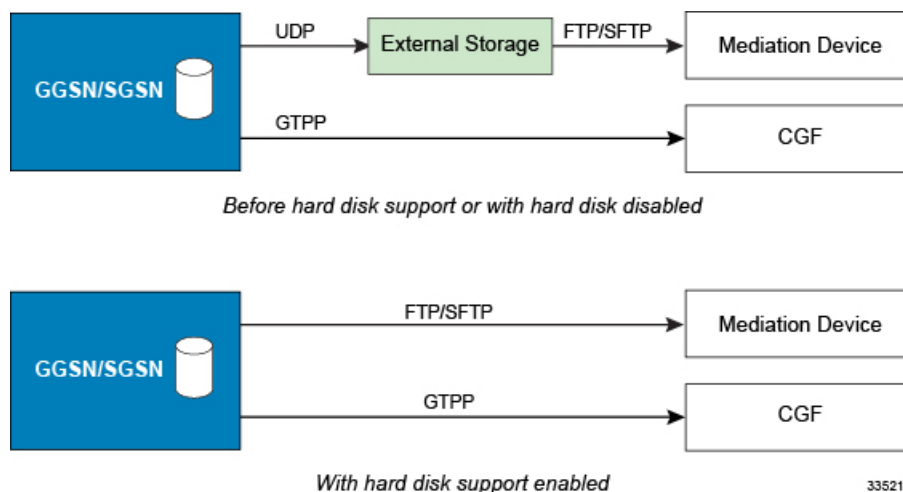 UDP
External Storage
FTP/SFTP
Mediation Device
GGSN/SGSN
GTPP
CGF
Before hard disk support or with hard disk disabled
FTP/SFTP
Mediation Device
GGSN/SGSN
GTPP
CGF
With hard disk support enabled
33521